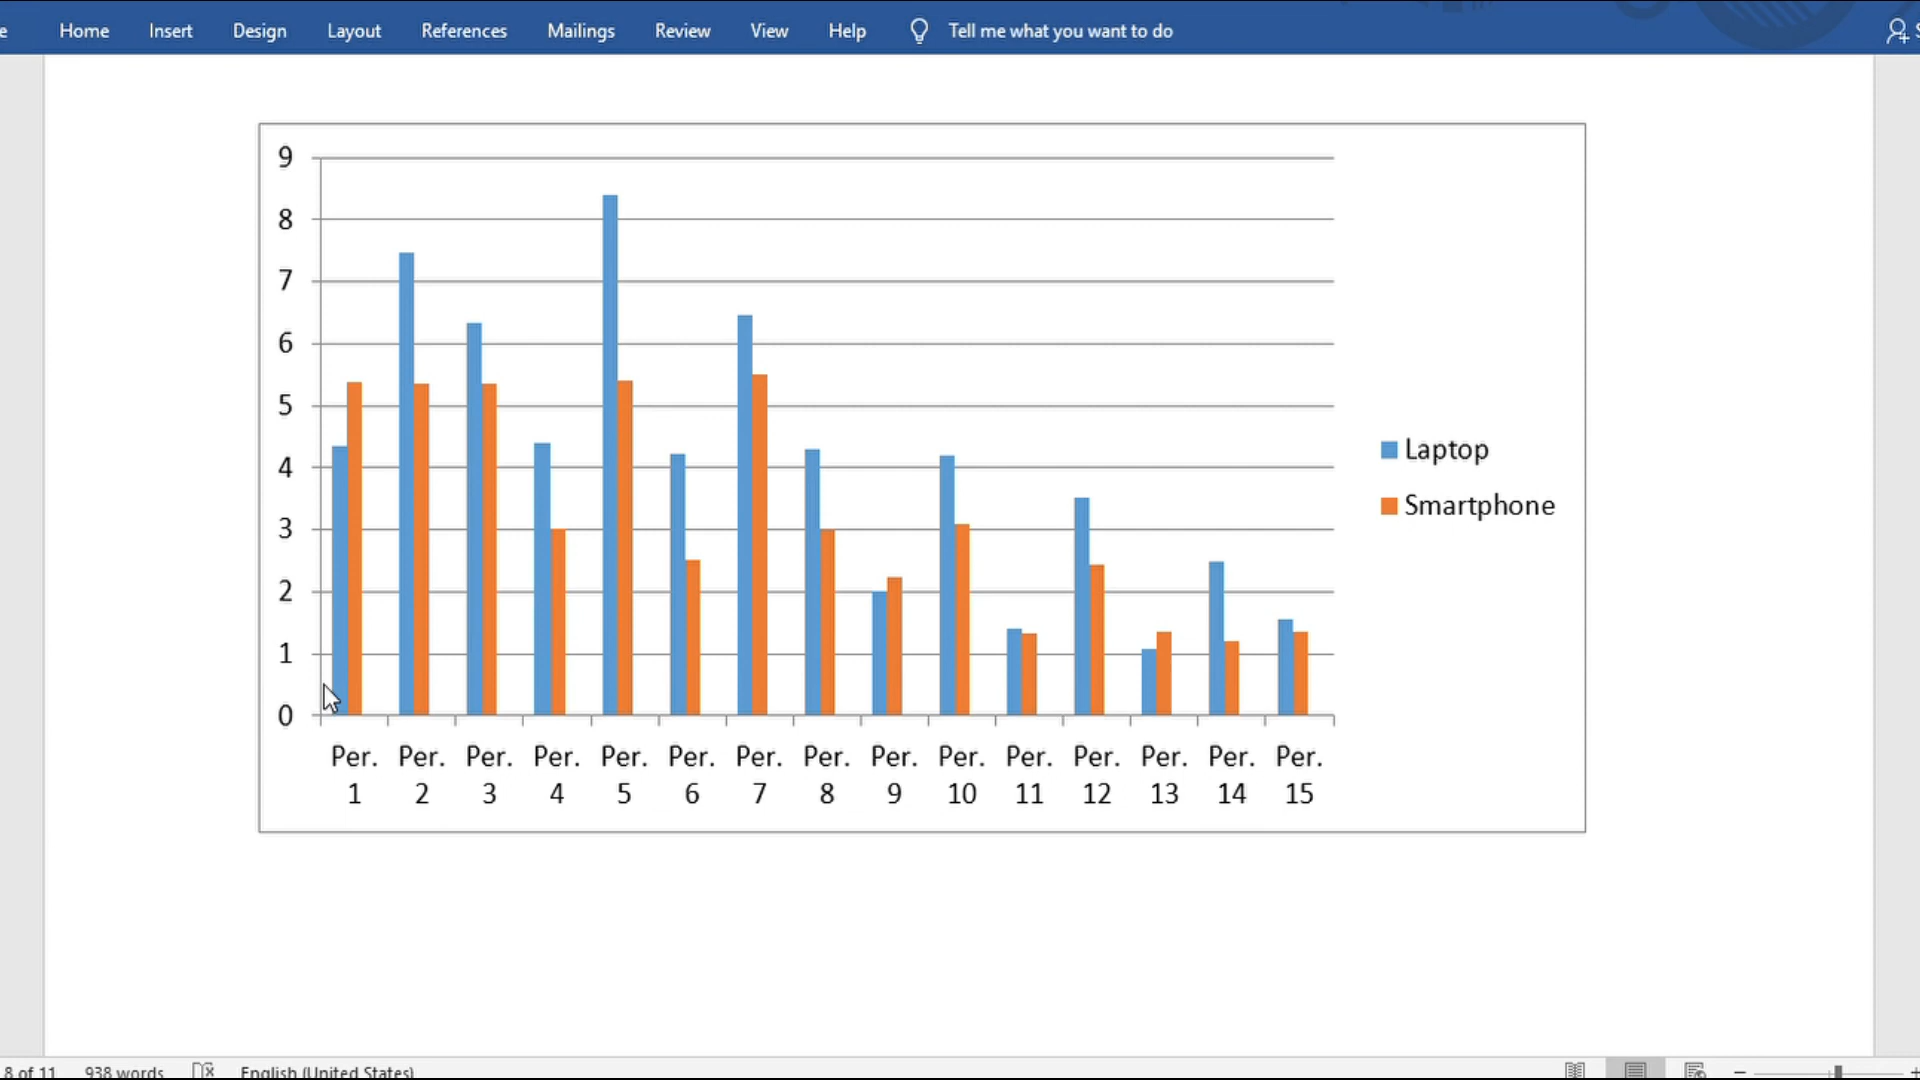 Home Insert Design Layout References Mailings Review View Help Tell me what you want to do
9
8
7
6
5
4
3
2
1
0
Laptop
Smartphone
Per. Per. Per. Per. Per. Per. Per. Per. Per. Per. Per. Per. Per. Per. Per.
1 2 3 4 5 6 7 8 9 10 11 12 13 14 15
8 of 11 938 words English (United States)